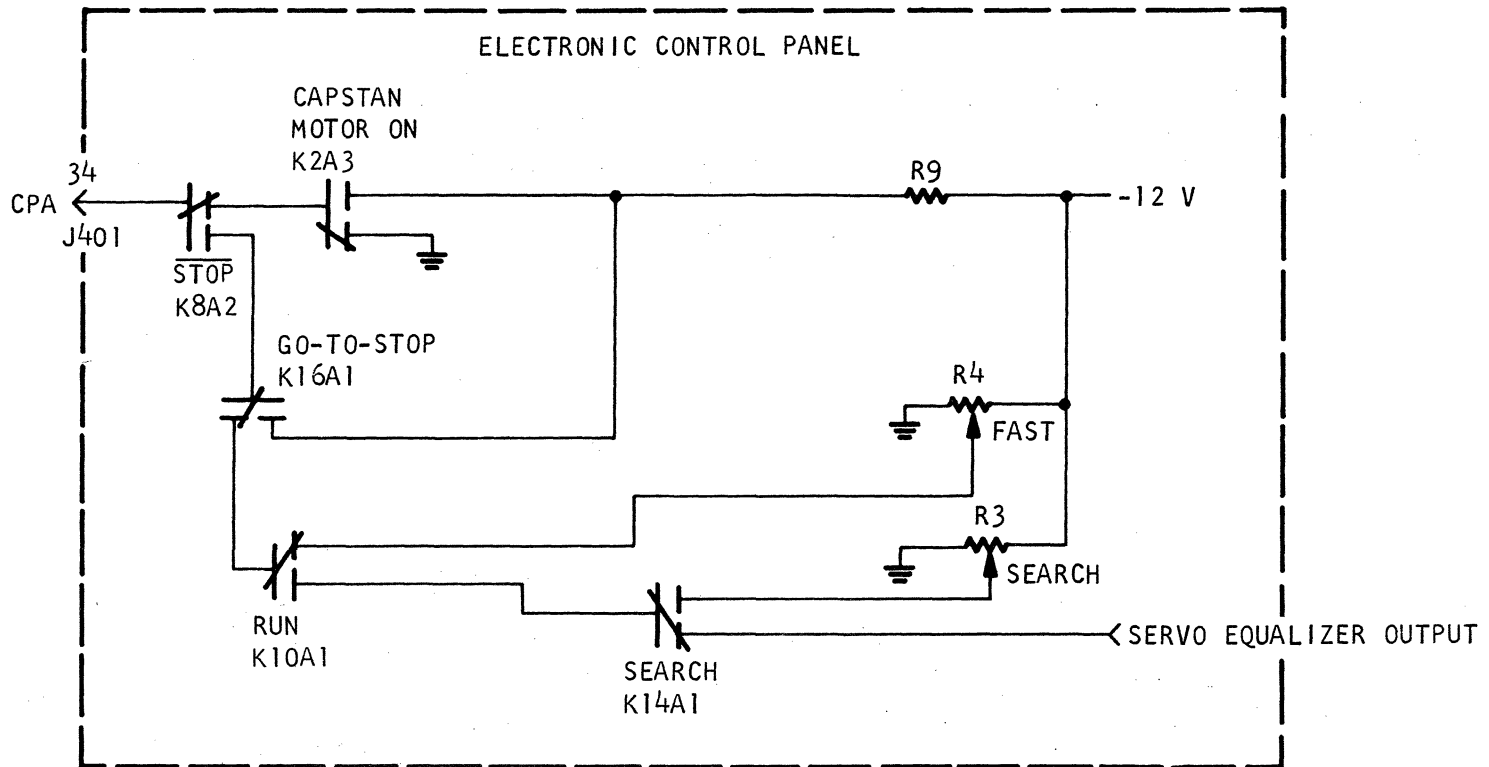 ELECTRONIC CONTROL PANEL
CAPSTAN
MOTOR ON
K2A3
34
CPA
J401
R9
-12 V
STOP
K8A2
GO-TO-STOP
K16A1
R4
FAST
R3
SEARCH
RUN
K10A1
SEARCH
K14A1
SERVO EQUALIZER OUTPUT